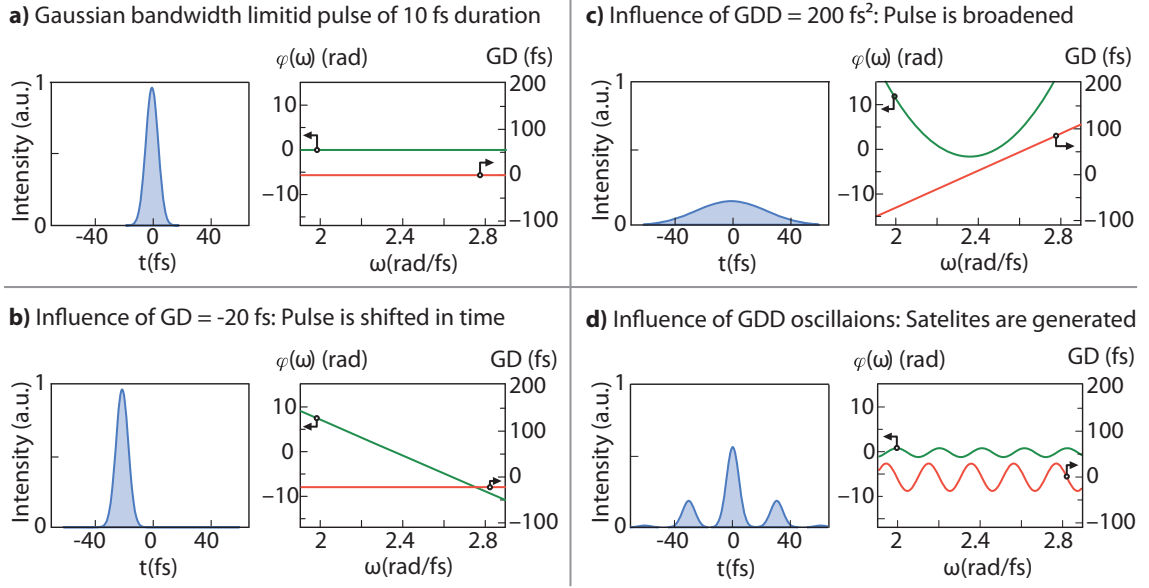 a) Gaussian bandwidth limitid pulse of 10 fs duration
φ(ω) (rad) GD (fs)
Intensity (a.u.)
1
0
-40 0 40
t(fs)
10
0
−10
200
100
0
−100
2 2.4 2.8
ω(rad/fs)
c) Influence of GDD = 200 fs²: Pulse is broadened
φ(ω) (rad) GD (fs)
Intensity (a.u.)
1
0
-40 0 40
t(fs)
10
0
−10
200
100
0
−100
2 2.4 2.8
ω(rad/fs)
b) Influence of GD = -20 fs: Pulse is shifted in time
φ(ω) (rad) GD (fs)
Intensity (a.u.)
1
0
-40 0 40
t(fs)
10
0
−10
200
100
0
−100
2 2.4 2.8
ω(rad/fs)
d) Influence of GDD oscillaions: Satelites are generated
φ(ω) (rad) GD (fs)
Intensity (a.u.)
1
0
-40 0 40
t(fs)
10
0
−10
200
100
0
−100
2 2.4 2.8
ω(rad/fs)